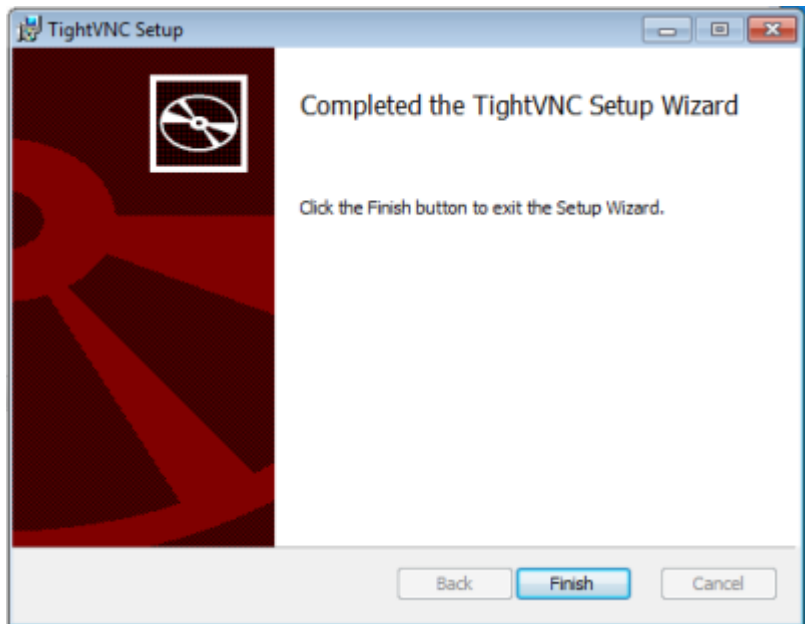 TightVNC Setup
Completed the TightVNC Setup Wizard
Click the Finish button to exit the Setup Wizard.
Back
Finish
Cancel